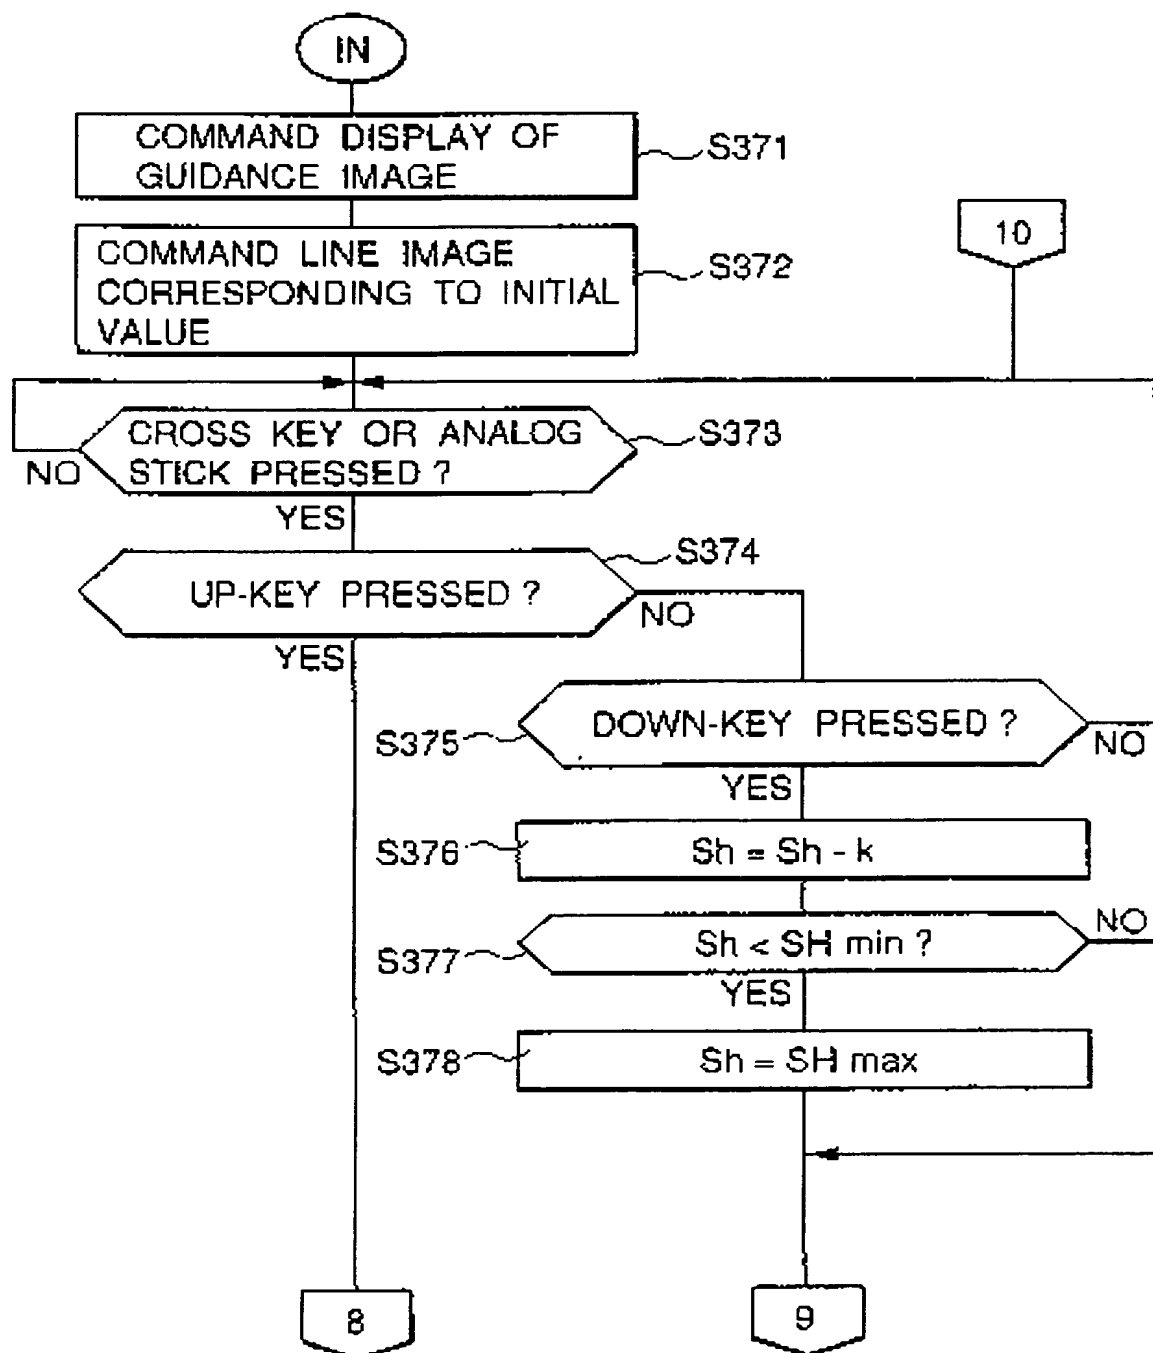 IN
COMMAND DISPLAY OF
GUIDANCE IMAGE
S371
COMMAND LINE IMAGE
CORRESPONDING TO INITIAL
VALUE
S372
10
CROSS KEY OR ANALOG
STICK PRESSED ?
S373
NO
YES
S374
UP-KEY PRESSED ?
NO
YES
DOWN-KEY PRESSED ?
S375
NO
YES
S376
Sh = Sh - k
NO
S377
Sh < SH min ?
YES
S378
Sh = SH max
8
9